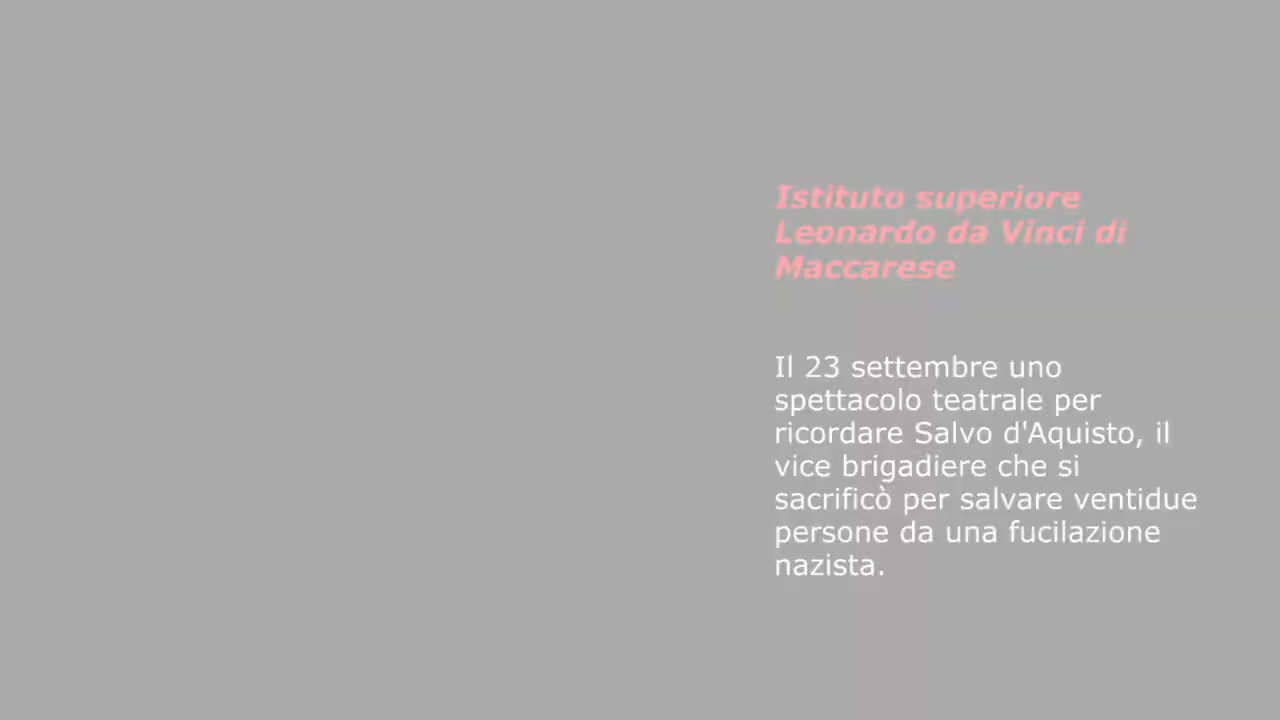 Istituto superiore
Leonardo da Vinci di
Maccarese
Il 23 settembre uno
spettacolo teatrale per
ricordare Salvo d'Aquisto, il
vice brigadiere che si
sacrificò per salvare ventidue
persone da una fucilazione
nazista.